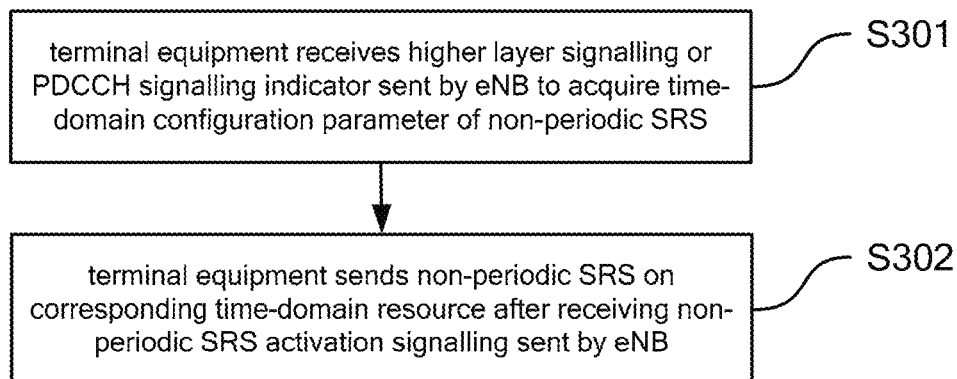 terminal equipment receives higher layer signalling or
PDCCH signalling indicator sent by eNB to acquire time-
domain configuration parameter of non-periodic SRS
S301
terminal equipment sends non-periodic SRS on
corresponding time-domain resource after receiving non-
periodic SRS activation signalling sent by eNB
S302